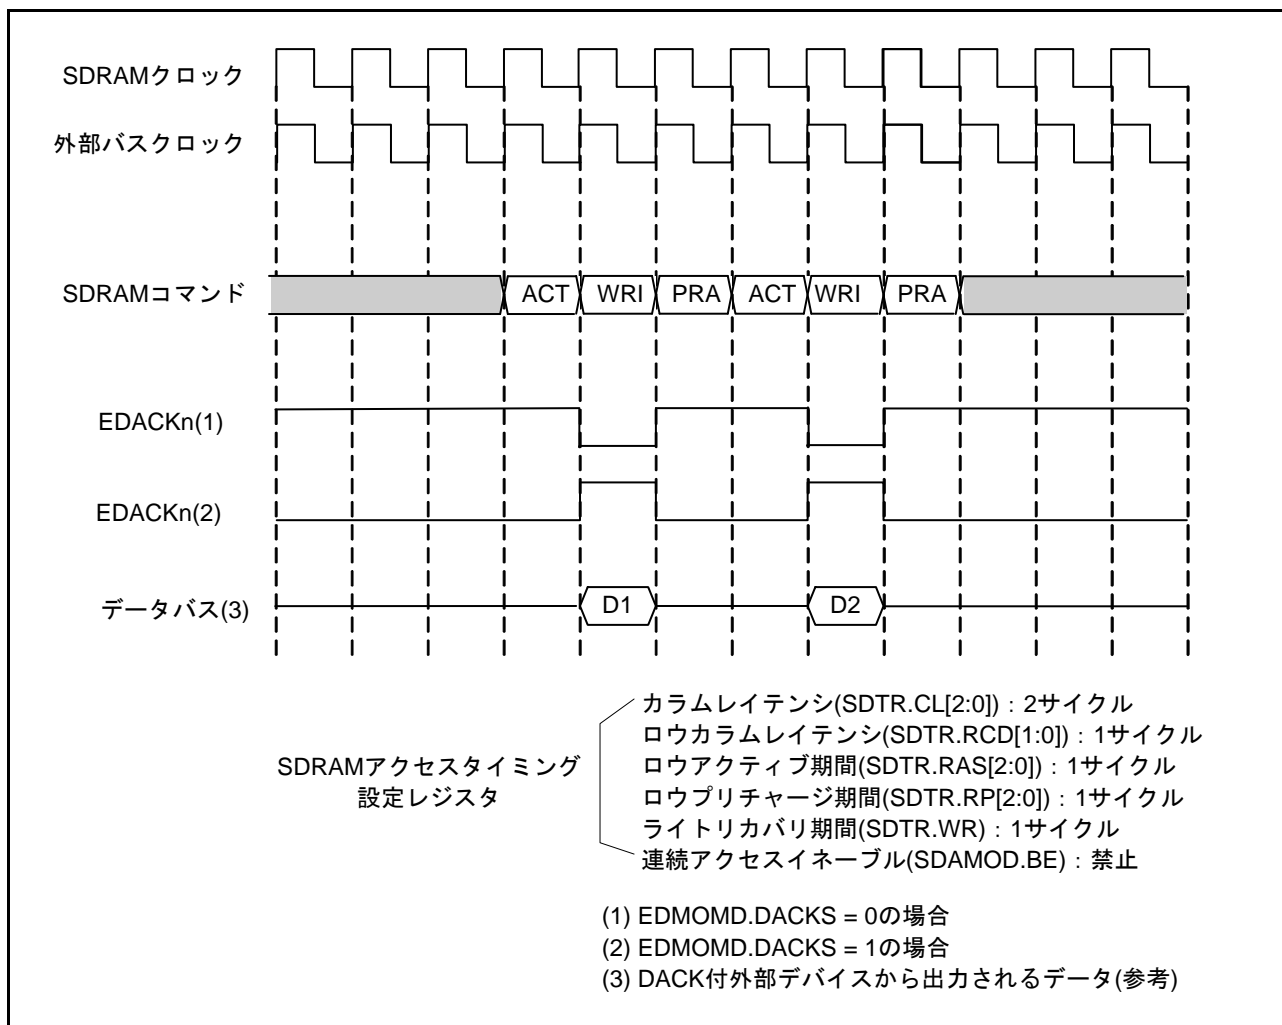 SDRAMクロック
外部バスクロック
SDRAMコマンド
ACT WRI PRA ACT WRI PRA
EDACKn(1)
EDACKn(2)
データバス(3)
D1 D2
SDRAMアクセスタイミング
設定レジスタ
カラムレイテンシ(SDTR.CL[2:0])：2サイクル
ロウカラムレイテンシ(SDTR.RCD[1:0])：1サイクル
ロウアクティブ期間(SDTR.RAS[2:0])：1サイクル
ロウプリチャージ期間(SDTR.RP[2:0])：1サイクル
ライトリカバリ期間(SDTR.WR)：1サイクル
連続アクセスイネーブル(SDAMOD.BE)：禁止
(1) EDMOMD.DACKS = 0の場合
(2) EDMOMD.DACKS = 1の場合
(3) DACK付外部デバイスから出力されるデータ(参考)